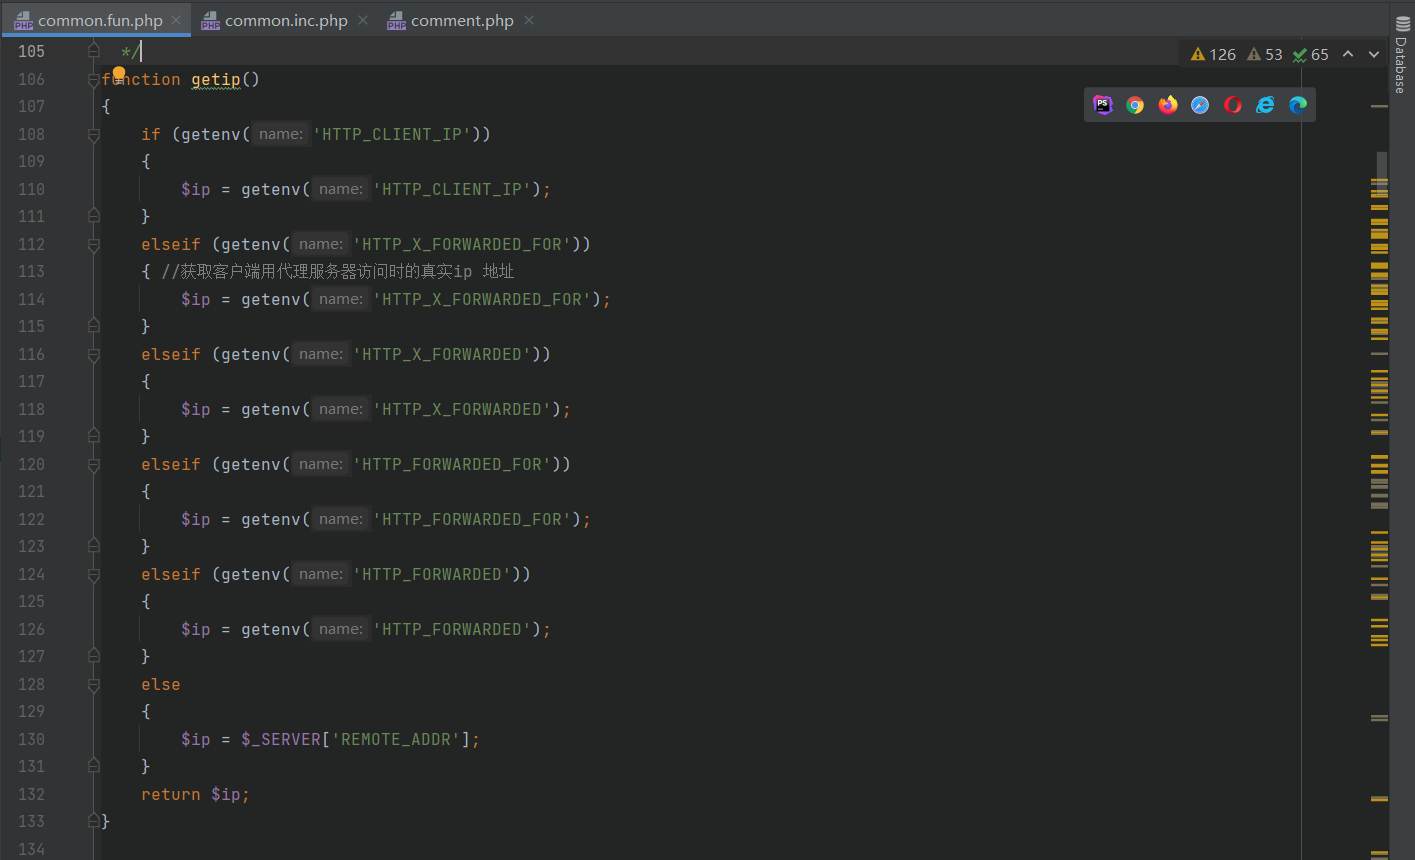 common.fun.php common.inc.php comment.php
105 */ 126 53 65
106 function getip()
107 {
108 if (getenv( name: 'HTTP_CLIENT_IP'))
109 {
110 $ip = getenv( name: 'HTTP_CLIENT_IP');
111 }
112 elseif (getenv( name: 'HTTP_X_FORWARDED_FOR'))
113 { //获取客户端用代理服务器访问时的真实ip 地址
114 $ip = getenv( name: 'HTTP_X_FORWARDED_FOR');
115 }
116 elseif (getenv( name: 'HTTP_X_FORWARDED'))
117 {
118 $ip = getenv( name: 'HTTP_X_FORWARDED');
119 }
120 elseif (getenv( name: 'HTTP_FORWARDED_FOR'))
121 {
122 $ip = getenv( name: 'HTTP_FORWARDED_FOR');
123 }
124 elseif (getenv( name: 'HTTP_FORWARDED'))
125 {
126 $ip = getenv( name: 'HTTP_FORWARDED');
127 }
128 else
129 {
130 $ip = $_SERVER['REMOTE_ADDR'];
131 }
132 return $ip;
133 }
134
Database